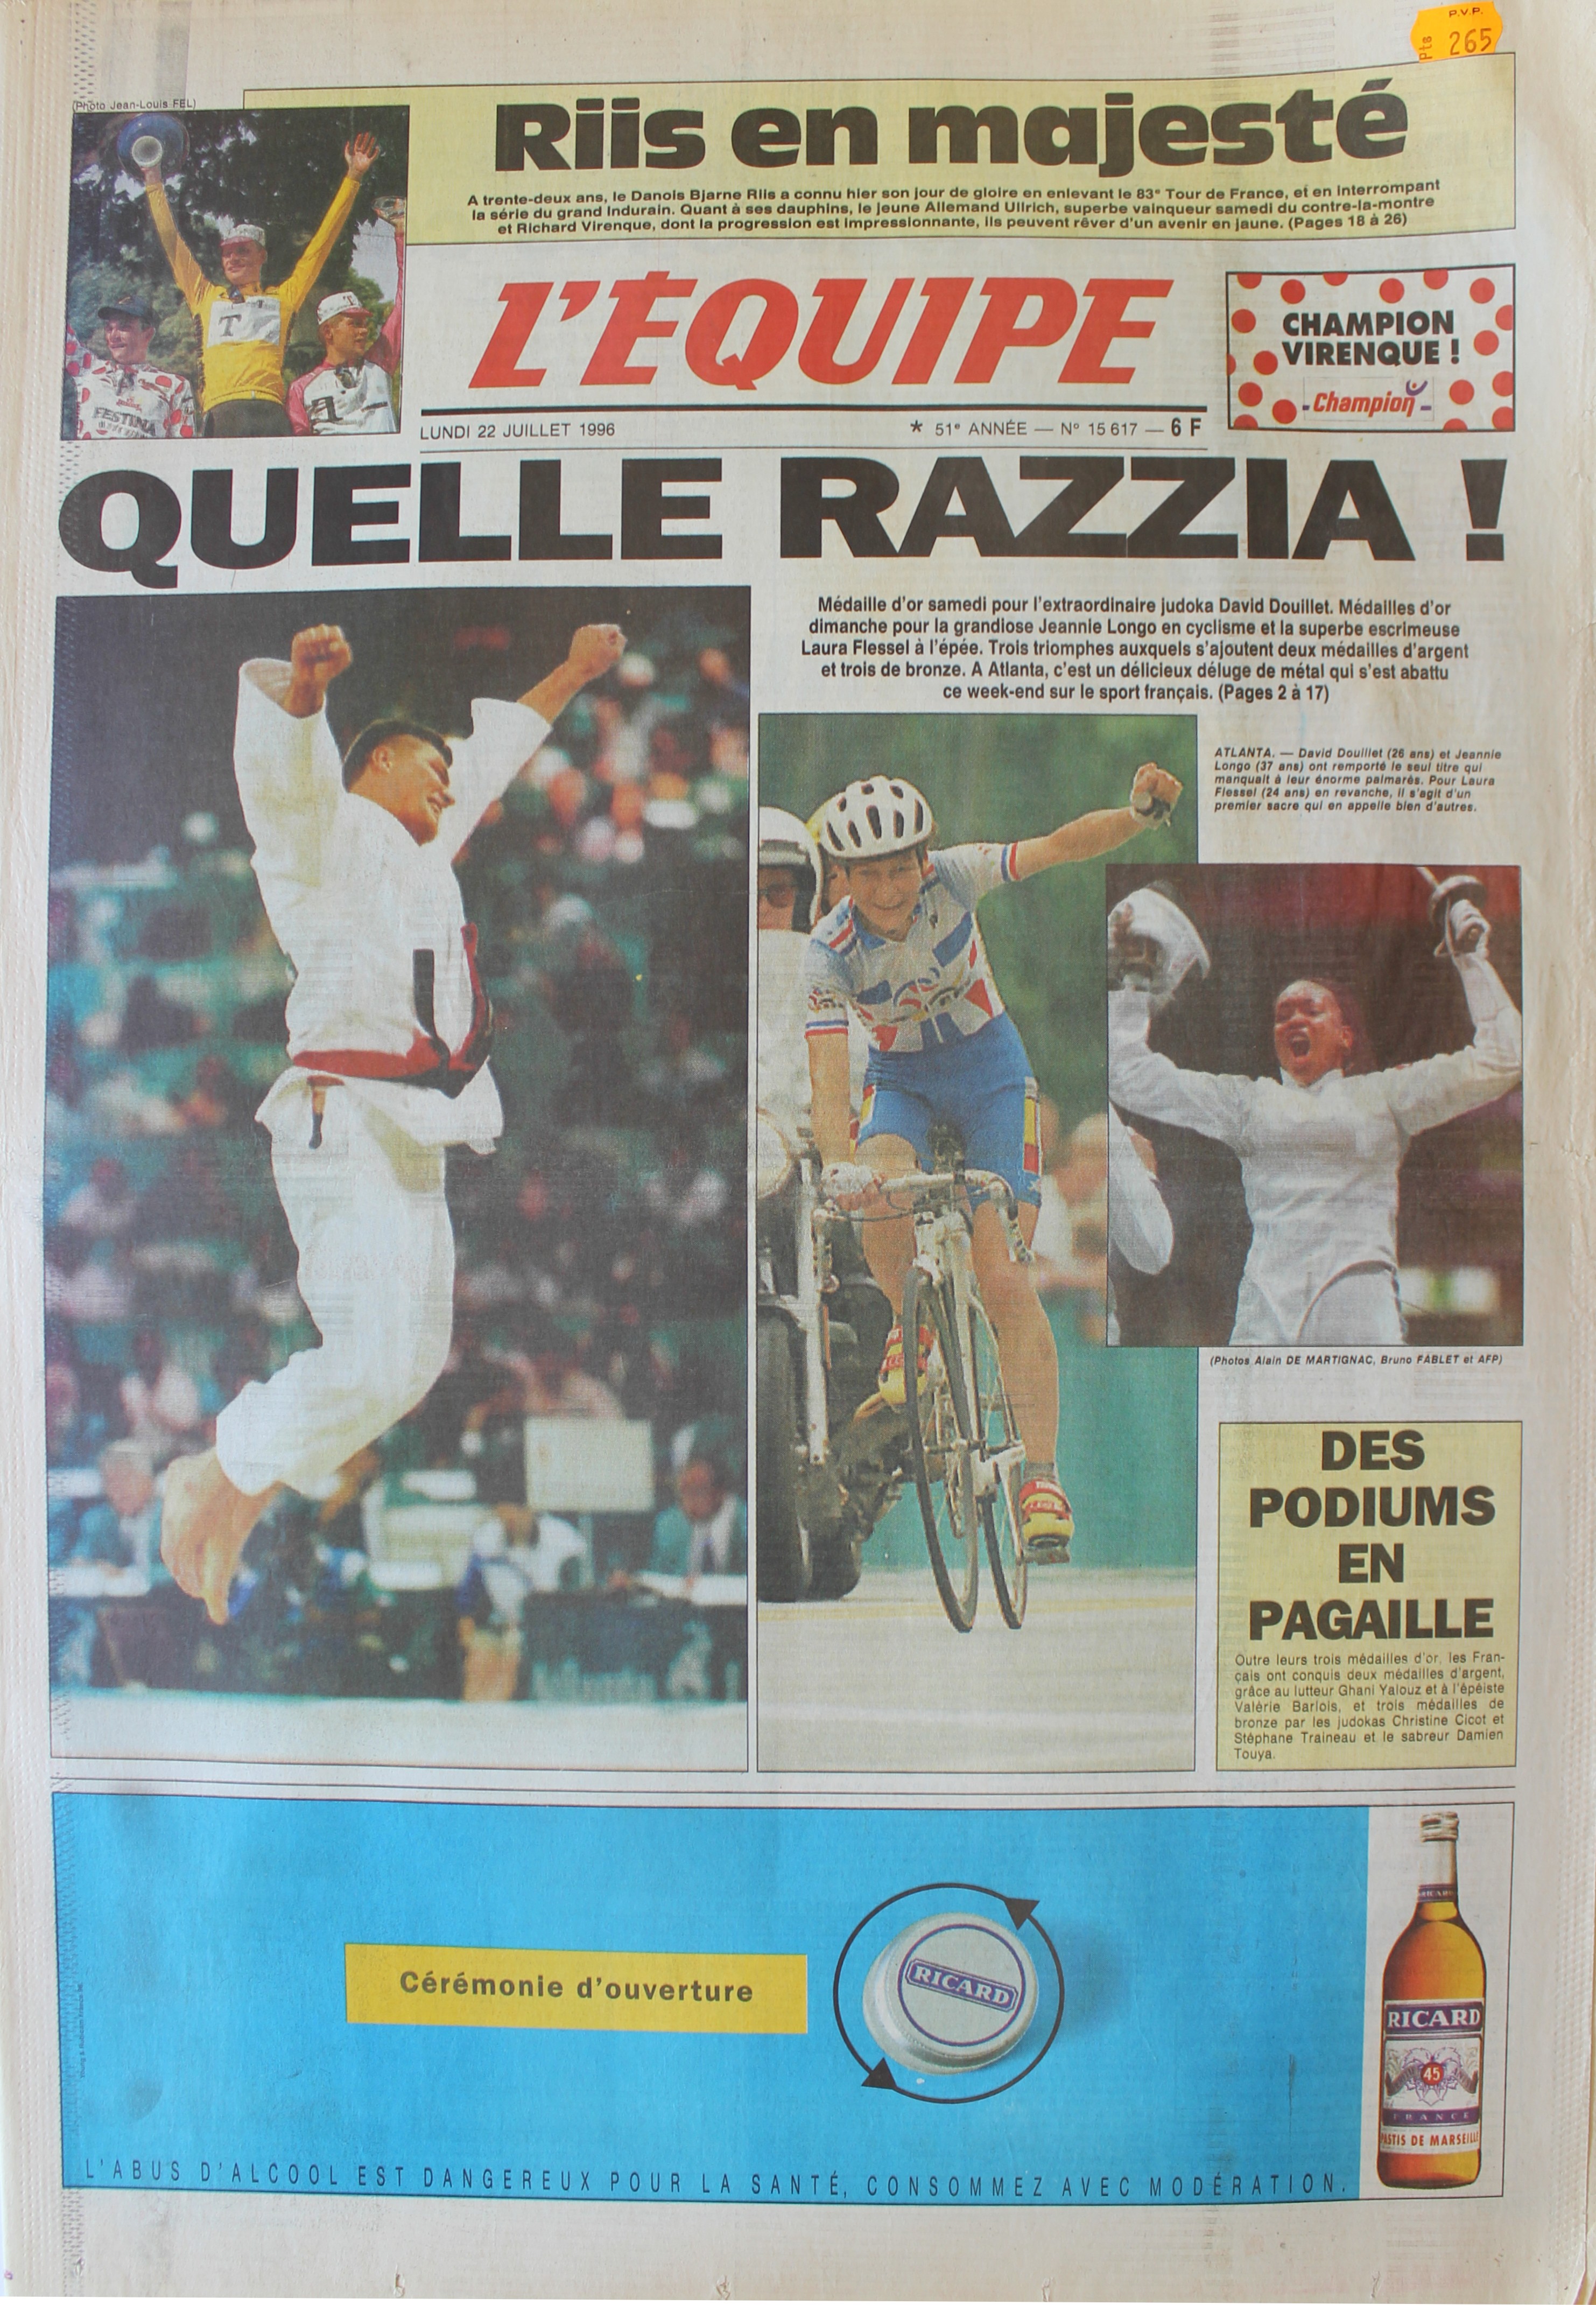 P.V.P.
Pts 265
(Photo Jean-Louis FEL)
Riis en majesté
A trente-deux ans, le Danois Bjarne Riis a connu hier son jour de gloire en enlevant le 83e Tour de France, et en interrompant
la série du grand Indurain. Quant à ses dauphins, le jeune Allemand Ullrich, superbe vainqueur samedi du contre-la-montre
et Richard Virenque, dont la progression est impressionnante, ils peuvent rêver d'un avenir en jaune. (Pages 18 à 26)
FESTINA
L'ÉQUIPE
CHAMPION
VIRENQUE !
Champion
LUNDI 22 JUILLET 1996
* 51e ANNÉE — N° 15 617 — 6 F
QUELLE RAZZIA !
Médaille d'or samedi pour l'extraordinaire judoka David Douillet. Médailles d'or
dimanche pour la grandiose Jeannie Longo en cyclisme et la superbe escrimeuse
Laura Flessel à l'épée. Trois triomphes auxquels s'ajoutent deux médailles d'argent
et trois de bronze. A Atlanta, c'est un délicieux déluge de métal qui s'est abattu
ce week-end sur le sport français. (Pages 2 à 17)
ATLANTA. — David Douillet (26 ans) et Jeannie
Longo (37 ans) ont remporté le seul titre qui
manquait à leur énorme palmarès. Pour Laura
Flessel (24 ans) en revanche, il s'agit d'un
premier sacre qui en appelle bien d'autres.
(Photos Alain DE MARTIGNAC, Bruno FABLET et AFP)
DES
PODIUMS
EN
PAGAILLE
Outre leurs trois médailles d'or, les Fran-
çais ont conquis deux médailles d'argent,
grâce au lutteur Ghani Yalouz et à l'épéiste
Valérie Barlois, et trois médailles de
bronze par les judokas Christine Cicot et
Stéphane Traineau et le sabreur Damien
Touya.
Cérémonie d'ouverture
RICARD
RICARD
RICARD
45
FRANCE
PASTIS DE MARSEILLE
L'ABUS D'ALCOOL EST DANGEREUX POUR LA SANTÉ, CONSOMMEZ AVEC MODÉRATION.